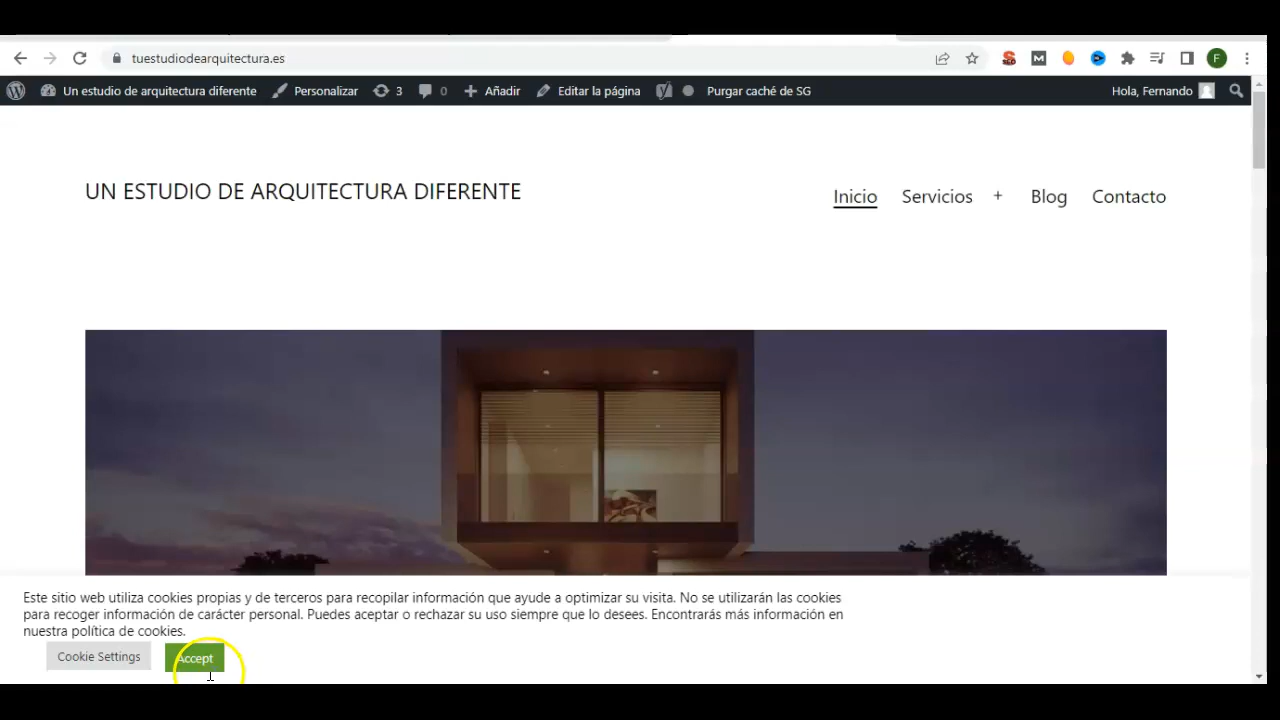 tuestudiodearquitectura.es
SEO
M
F
Un estudio de arquitectura diferente Personalizar 3 0 Añadir Editar la página Purgar caché de SG Hola, Fernando
UN ESTUDIO DE ARQUITECTURA DIFERENTE
Inicio Servicios + Blog Contacto
Este sitio web utiliza cookies propias y de terceros para recopilar información que ayude a optimizar su visita. No se utilizarán las cookies
para recoger información de carácter personal. Puedes aceptar o rechazar su uso siempre que lo desees. Encontrarás más información en
nuestra política de cookies.
Cookie Settings Accept